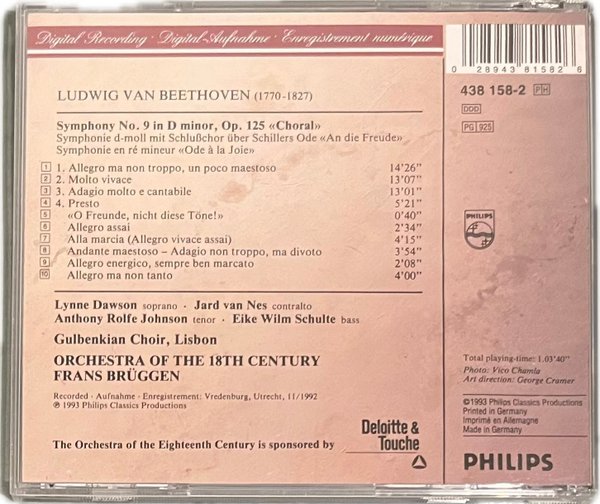 Digital Recording · Digital-Aufnahme · Enregistrement numérique
0 28943 81582 6
438 158-2 PH
DDD
PG 925
LUDWIG VAN BEETHOVEN (1770-1827)
Symphony No. 9 in D minor, Op. 125 «Choral»
Symphonie d-moll mit Schlußchor über Schillers Ode «An die Freude»
Symphonie en ré mineur «Ode à la Joie»
1 1. Allegro ma non troppo, un poco maestoso 14'26"
2 2. Molto vivace 13'07"
3 3. Adagio molto e cantabile 13'01"
4 4. Presto 5'21"
5 «O Freunde, nicht diese Töne!» 0'40"
6 Allegro assai 2'34"
7 Alla marcia (Allegro vivace assai) 4'15"
8 Andante maestoso – Adagio non troppo, ma divoto 3'54"
9 Allegro energico, sempre ben marcato 2'08"
10 Allegro ma non tanto 4'00"
Lynne Dawson soprano · Jard van Nes contralto
Anthony Rolfe Johnson tenor · Eike Wilm Schulte bass
Gulbenkian Choir, Lisbon
ORCHESTRA OF THE 18TH CENTURY
FRANS BRÜGGEN
Recorded · Aufnahme · Enregistrement: Vredenburg, Utrecht, 11/1992
℗ 1993 Philips Classics Productions
The Orchestra of the Eighteenth Century is sponsored by
Deloitte &
Touche
PHILIPS
Total playing-time: 1.03'40"
Photo: Vico Chamla
Art direction: George Cramer
©1993 Philips Classics Productions
Printed in Germany
Imprimé en Allemagne
Made in Germany
PHILIPS